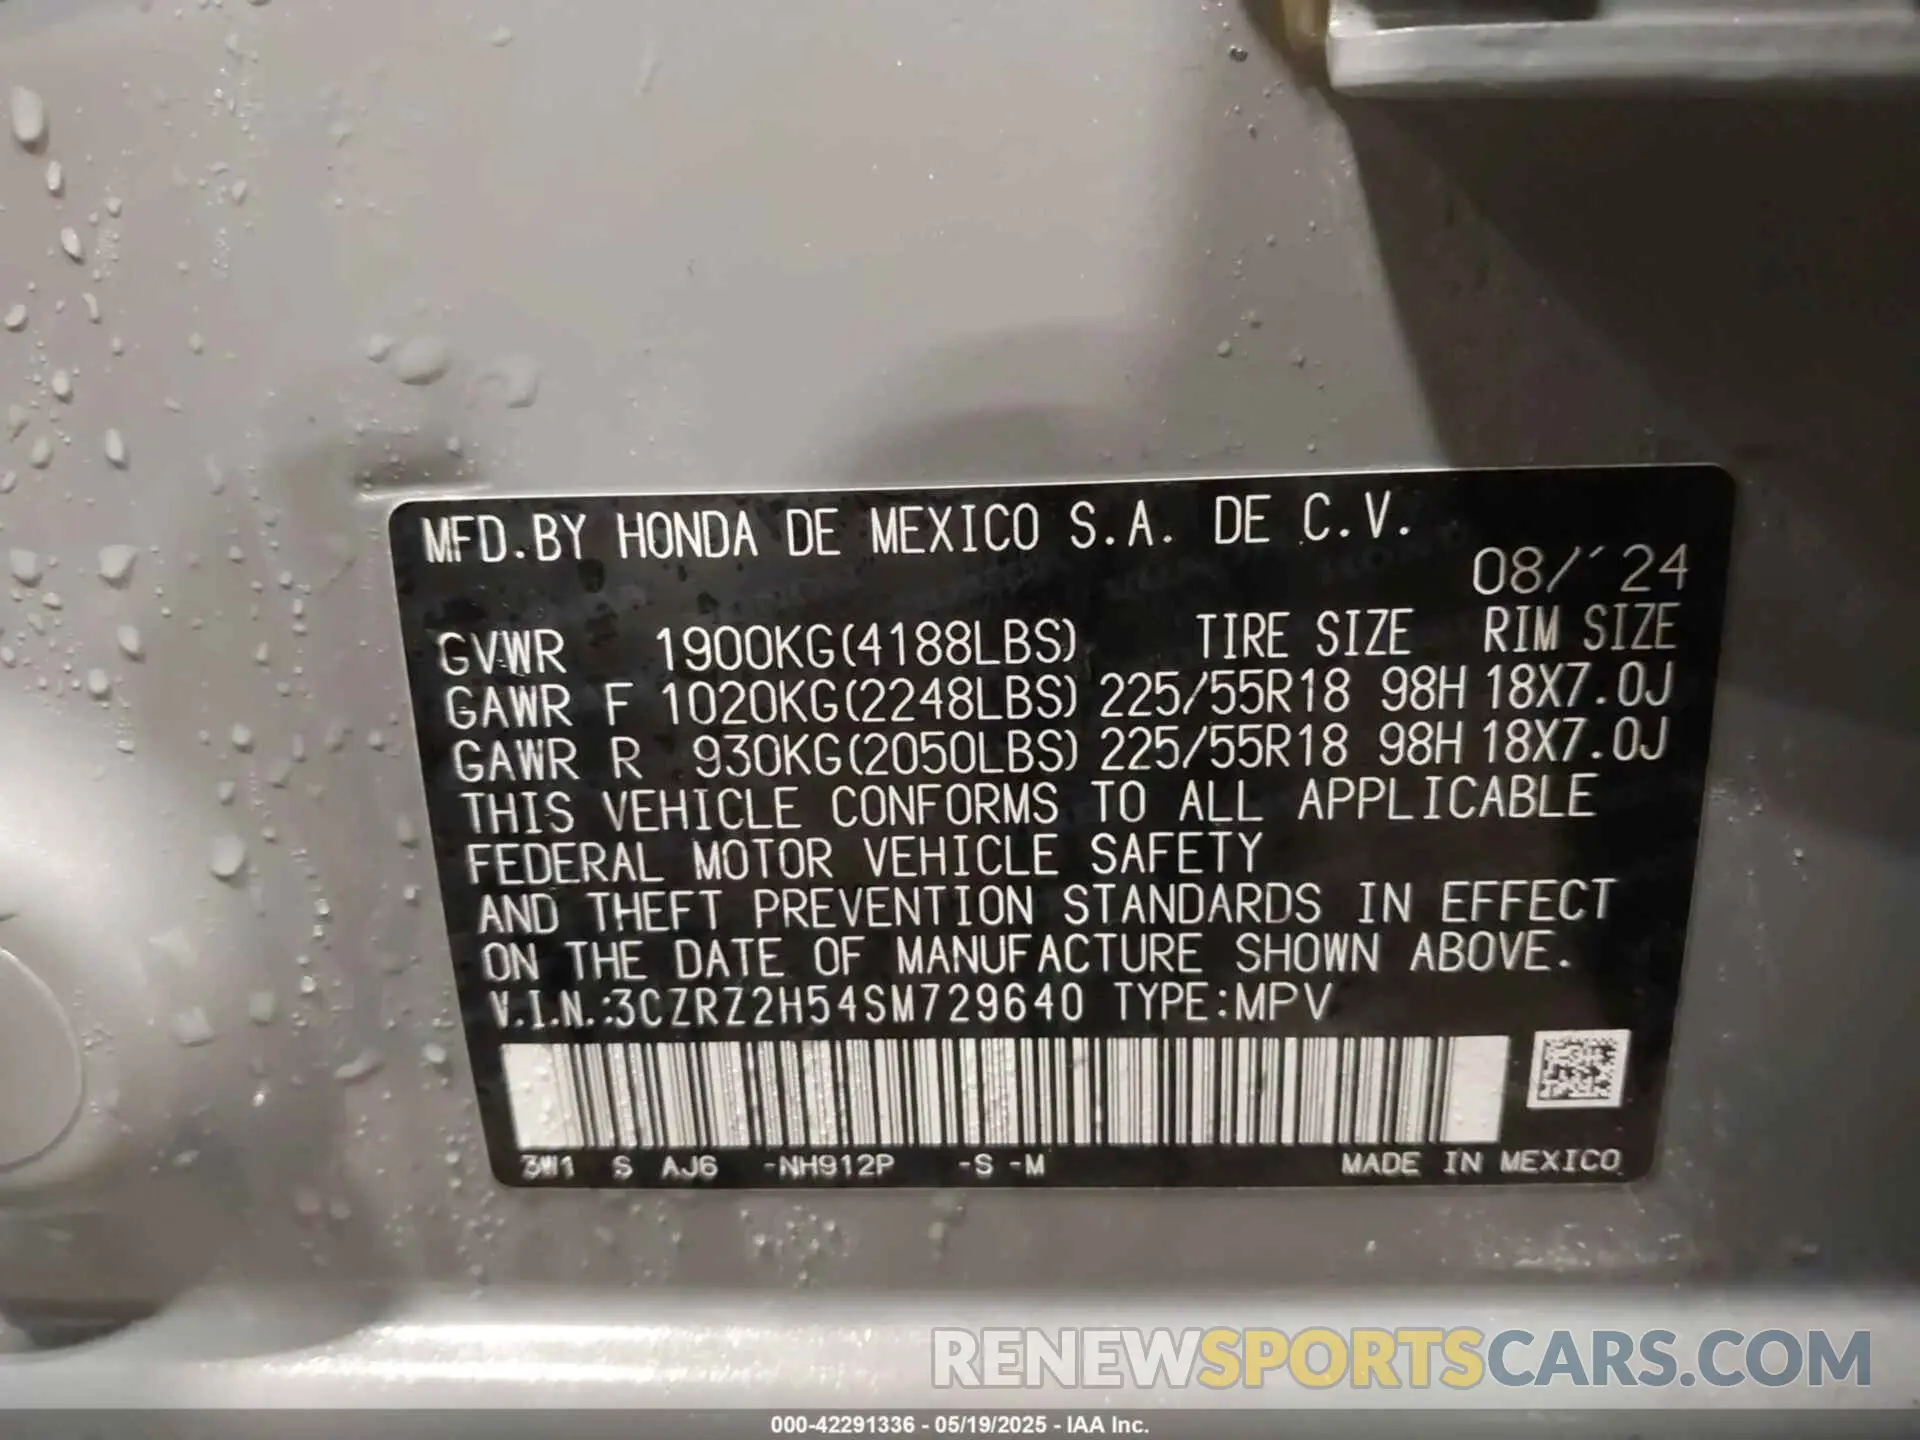 MFD.BY HONDA DE MEXICO S.A. DE C.V.
08/´24
GVWR 1900KG(4188LBS) TIRE SIZE RIM SIZE
GAWR F 1020KG(2248LBS) 225/55R18 98H 18X7.0J
GAWR R 930KG(2050LBS) 225/55R18 98H 18X7.0J
THIS VEHICLE CONFORMS TO ALL APPLICABLE
FEDERAL MOTOR VEHICLE SAFETY
AND THEFT PREVENTION STANDARDS IN EFFECT
ON THE DATE OF MANUFACTURE SHOWN ABOVE.
V.I.N.:3CZRZ2H54SM729640 TYPE:MPV
3W1 S AJ6 -NH912P -S -M MADE IN MEXICO
RENEWSPORTSCARS.COM
000-42291336 - 05/19/2025 - IAA Inc.